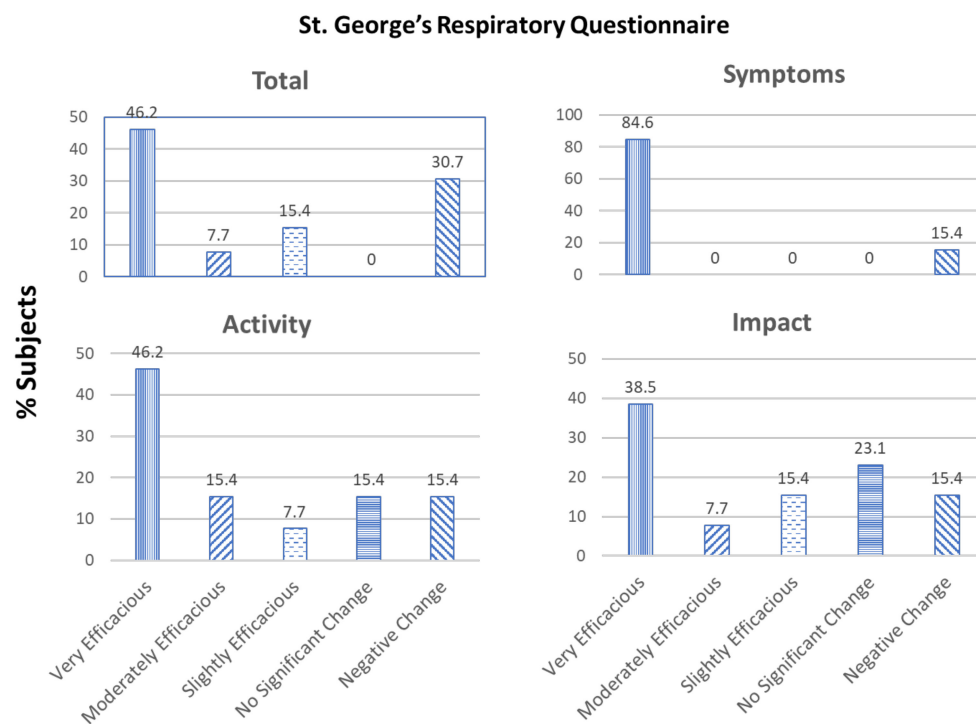 St. George's Respiratory Questionnaire
Total
50
40
30
20
10
0
46.2
7.7
15.4
0
30.7
Symptoms
100
80
60
40
20
0
84.6
0
0
0
15.4
% Subjects
Activity
50
40
30
20
10
0
46.2
15.4
7.7
15.4
15.4
Very Efficacious
Moderately Efficacious
Slightly Efficacious
No Significant Change
Negative Change
Impact
50
40
30
20
10
0
38.5
7.7
15.4
23.1
15.4
Very Efficacious
Moderately Efficacious
Slightly Efficacious
No Significant Change
Negative Change